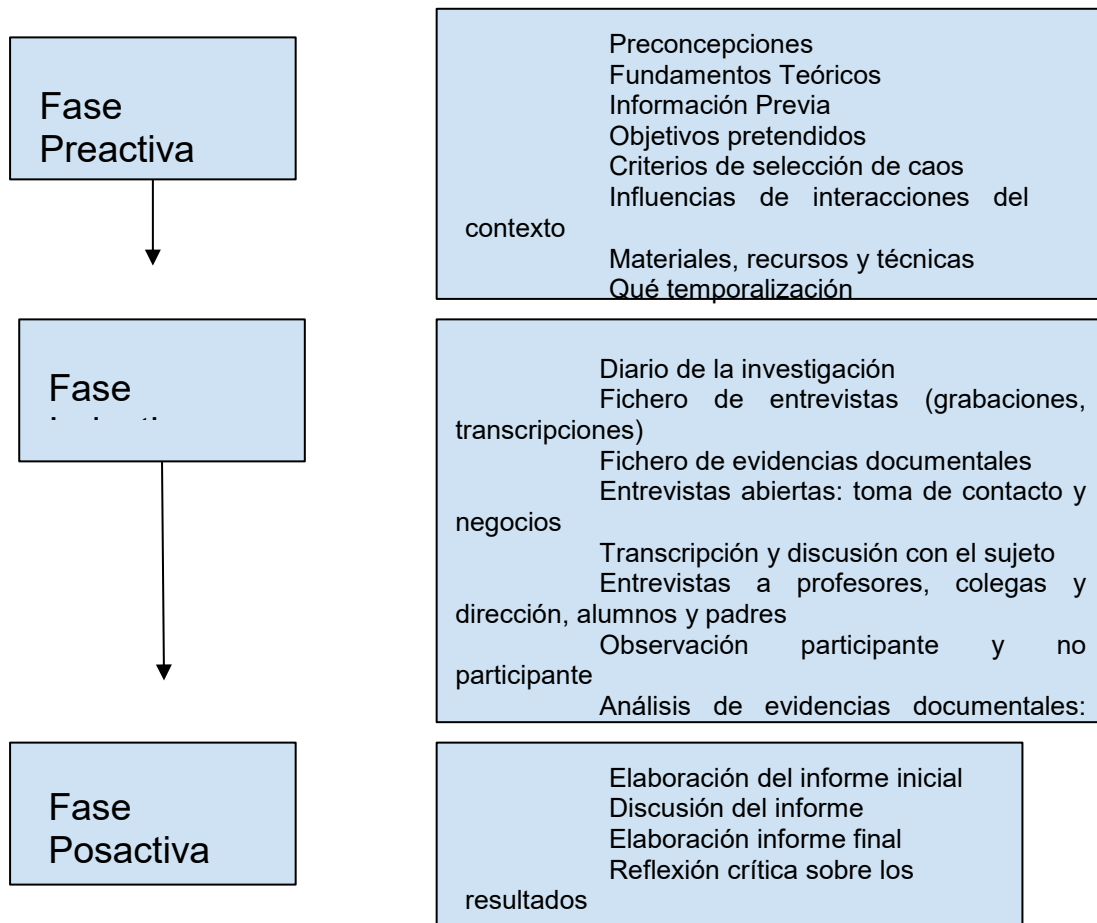 Fase
Preactiva
Preconcepciones
Fundamentos Teóricos
Información Previa
Objetivos pretendidos
Criterios de selección de caos
Influencias de interacciones del
contexto
Materiales, recursos y técnicas
Qué temporalización
Fase
Diario de la investigación
Fichero de entrevistas (grabaciones,
transcripciones)
Fichero de evidencias documentales
Entrevistas abiertas: toma de contacto y
negocios
Transcripción y discusión con el sujeto
Entrevistas a profesores, colegas y
dirección, alumnos y padres
Observación participante y no
participante
Análisis de evidencias documentales:
Fase
Posactiva
Elaboración del informe inicial
Discusión del informe
Elaboración informe final
Reflexión crítica sobre los
resultados